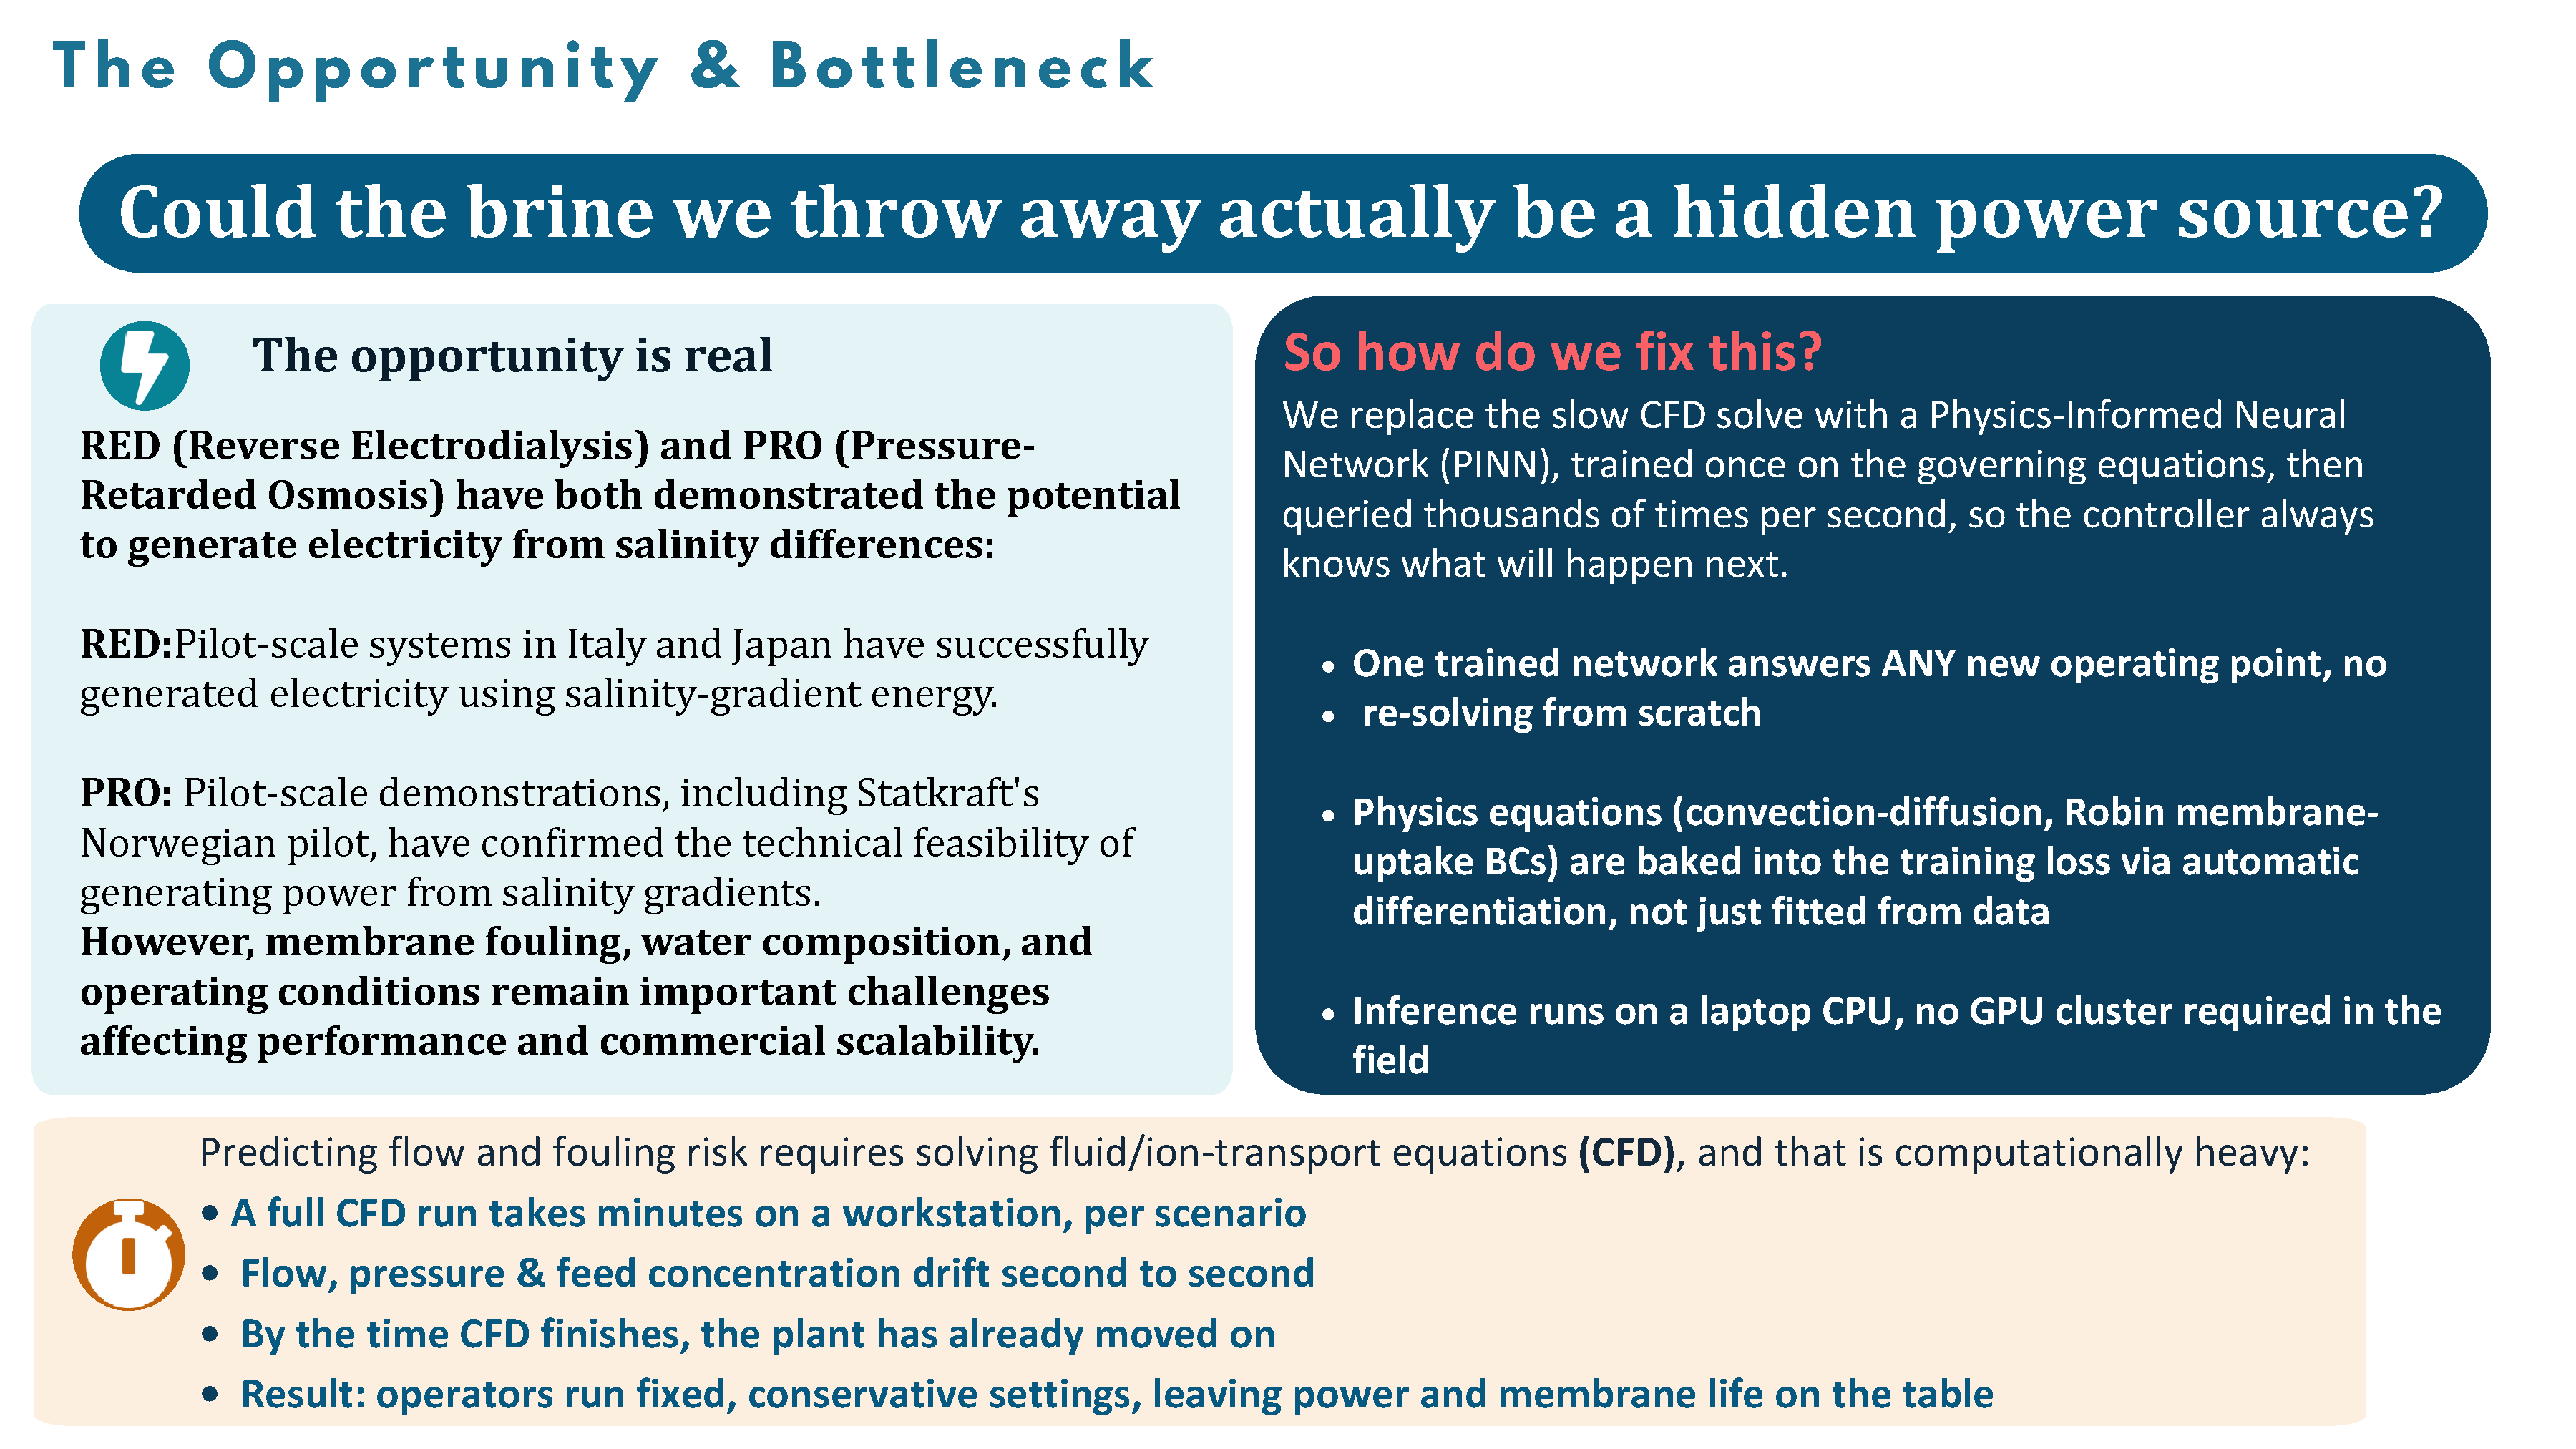 The Opportunity & Bottleneck
Could the brine we throw away actually be a hidden power source?
The opportunity is real
RED (Reverse Electrodialysis) and PRO (Pressure-
Retarded Osmosis) have both demonstrated the potential
to generate electricity from salinity differences:
RED:Pilot-scale systems in Italy and Japan have successfully
generated electricity using salinity-gradient energy.
PRO: Pilot-scale demonstrations, including Statkraft's
Norwegian pilot, have confirmed the technical feasibility of
generating power from salinity gradients.
However, membrane fouling, water composition, and
operating conditions remain important challenges
affecting performance and commercial scalability.
So how do we fix this?
We replace the slow CFD solve with a Physics-Informed Neural
Network (PINN), trained once on the governing equations, then
queried thousands of times per second, so the controller always
knows what will happen next.
• One trained network answers ANY new operating point, no
• re-solving from scratch
• Physics equations (convection-diffusion, Robin membrane-
uptake BCs) are baked into the training loss via automatic
differentiation, not just fitted from data
• Inference runs on a laptop CPU, no GPU cluster required in the
field
Predicting flow and fouling risk requires solving fluid/ion-transport equations (CFD), and that is computationally heavy:
• A full CFD run takes minutes on a workstation, per scenario
• Flow, pressure & feed concentration drift second to second
• By the time CFD finishes, the plant has already moved on
• Result: operators run fixed, conservative settings, leaving power and membrane life on the table